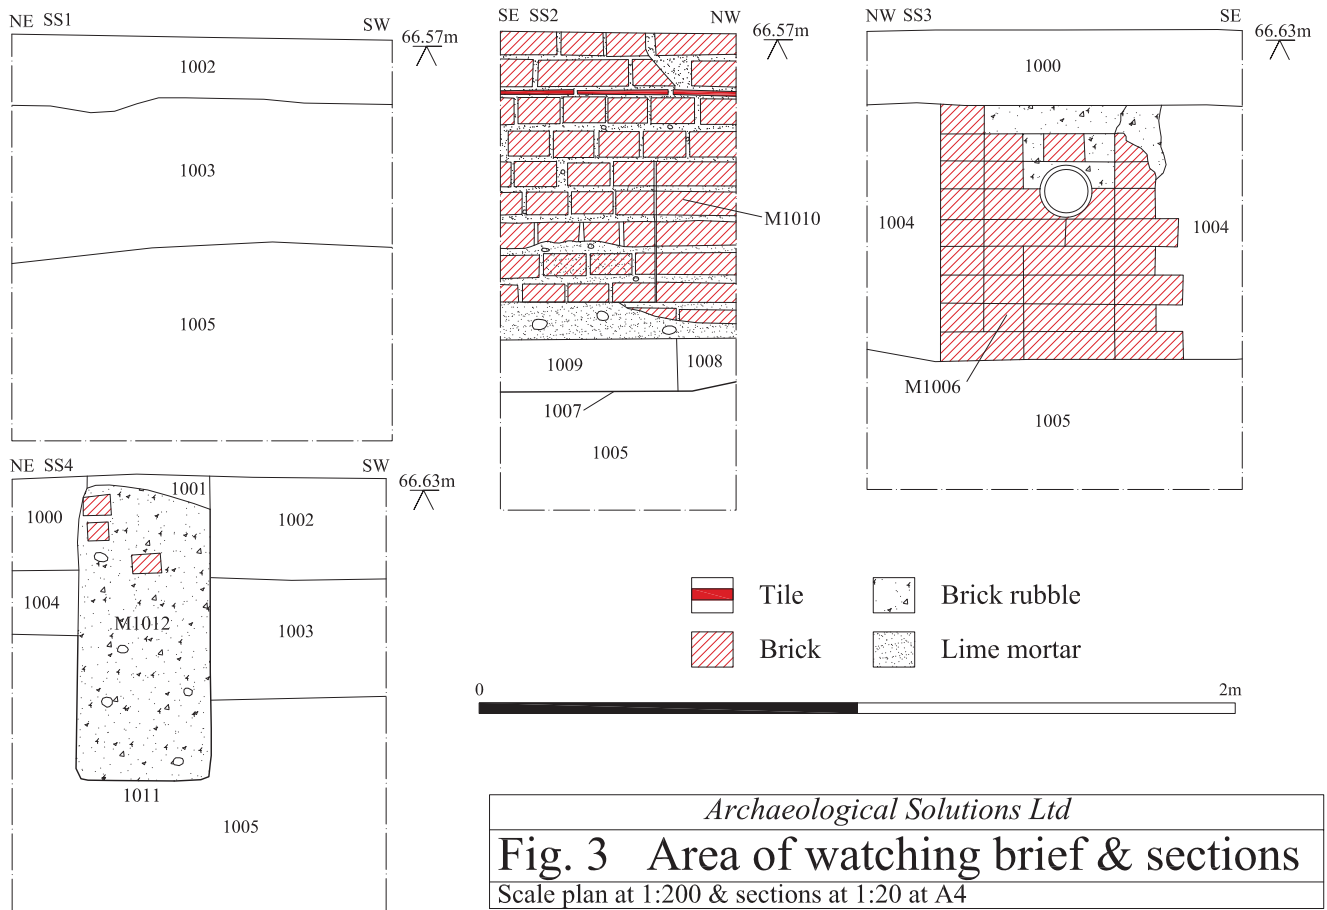 NE SS1 SW
66.57m
1002
1003
1005
SE SS2 NW
66.57m
M1010
1009 1008
1007
1005
NW SS3 SE
66.63m
1000
1004 1004
M1006
1005
NE SS4 SW
66.63m
1001
1000 1002
1004
M1012 1003
1011
1005
Tile Brick rubble
Brick Lime mortar
0 2m
Archaeological Solutions Ltd
Fig. 3 Area of watching brief & sections
Scale plan at 1:200 & sections at 1:20 at A4